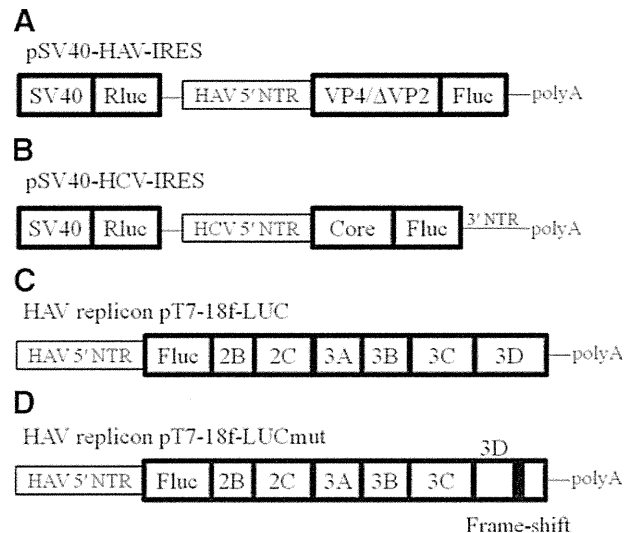 A
pSV40-HAV-IRES
SV40 Rluc HAV 5' NTR VP4/ΔVP2 Fluc polyA
B
pSV40-HCV-IRES
SV40 Rluc HCV 5' NTR Core Fluc 3' NTR polyA
C
HAV replicon pT7-18f-LUC
HAV 5' NTR Fluc 2B 2C 3A 3B 3C 3D polyA
D
HAV replicon pT7-18f-LUCmut
3D
HAV 5' NTR Fluc 2B 2C 3A 3B 3C polyA
Frame-shift